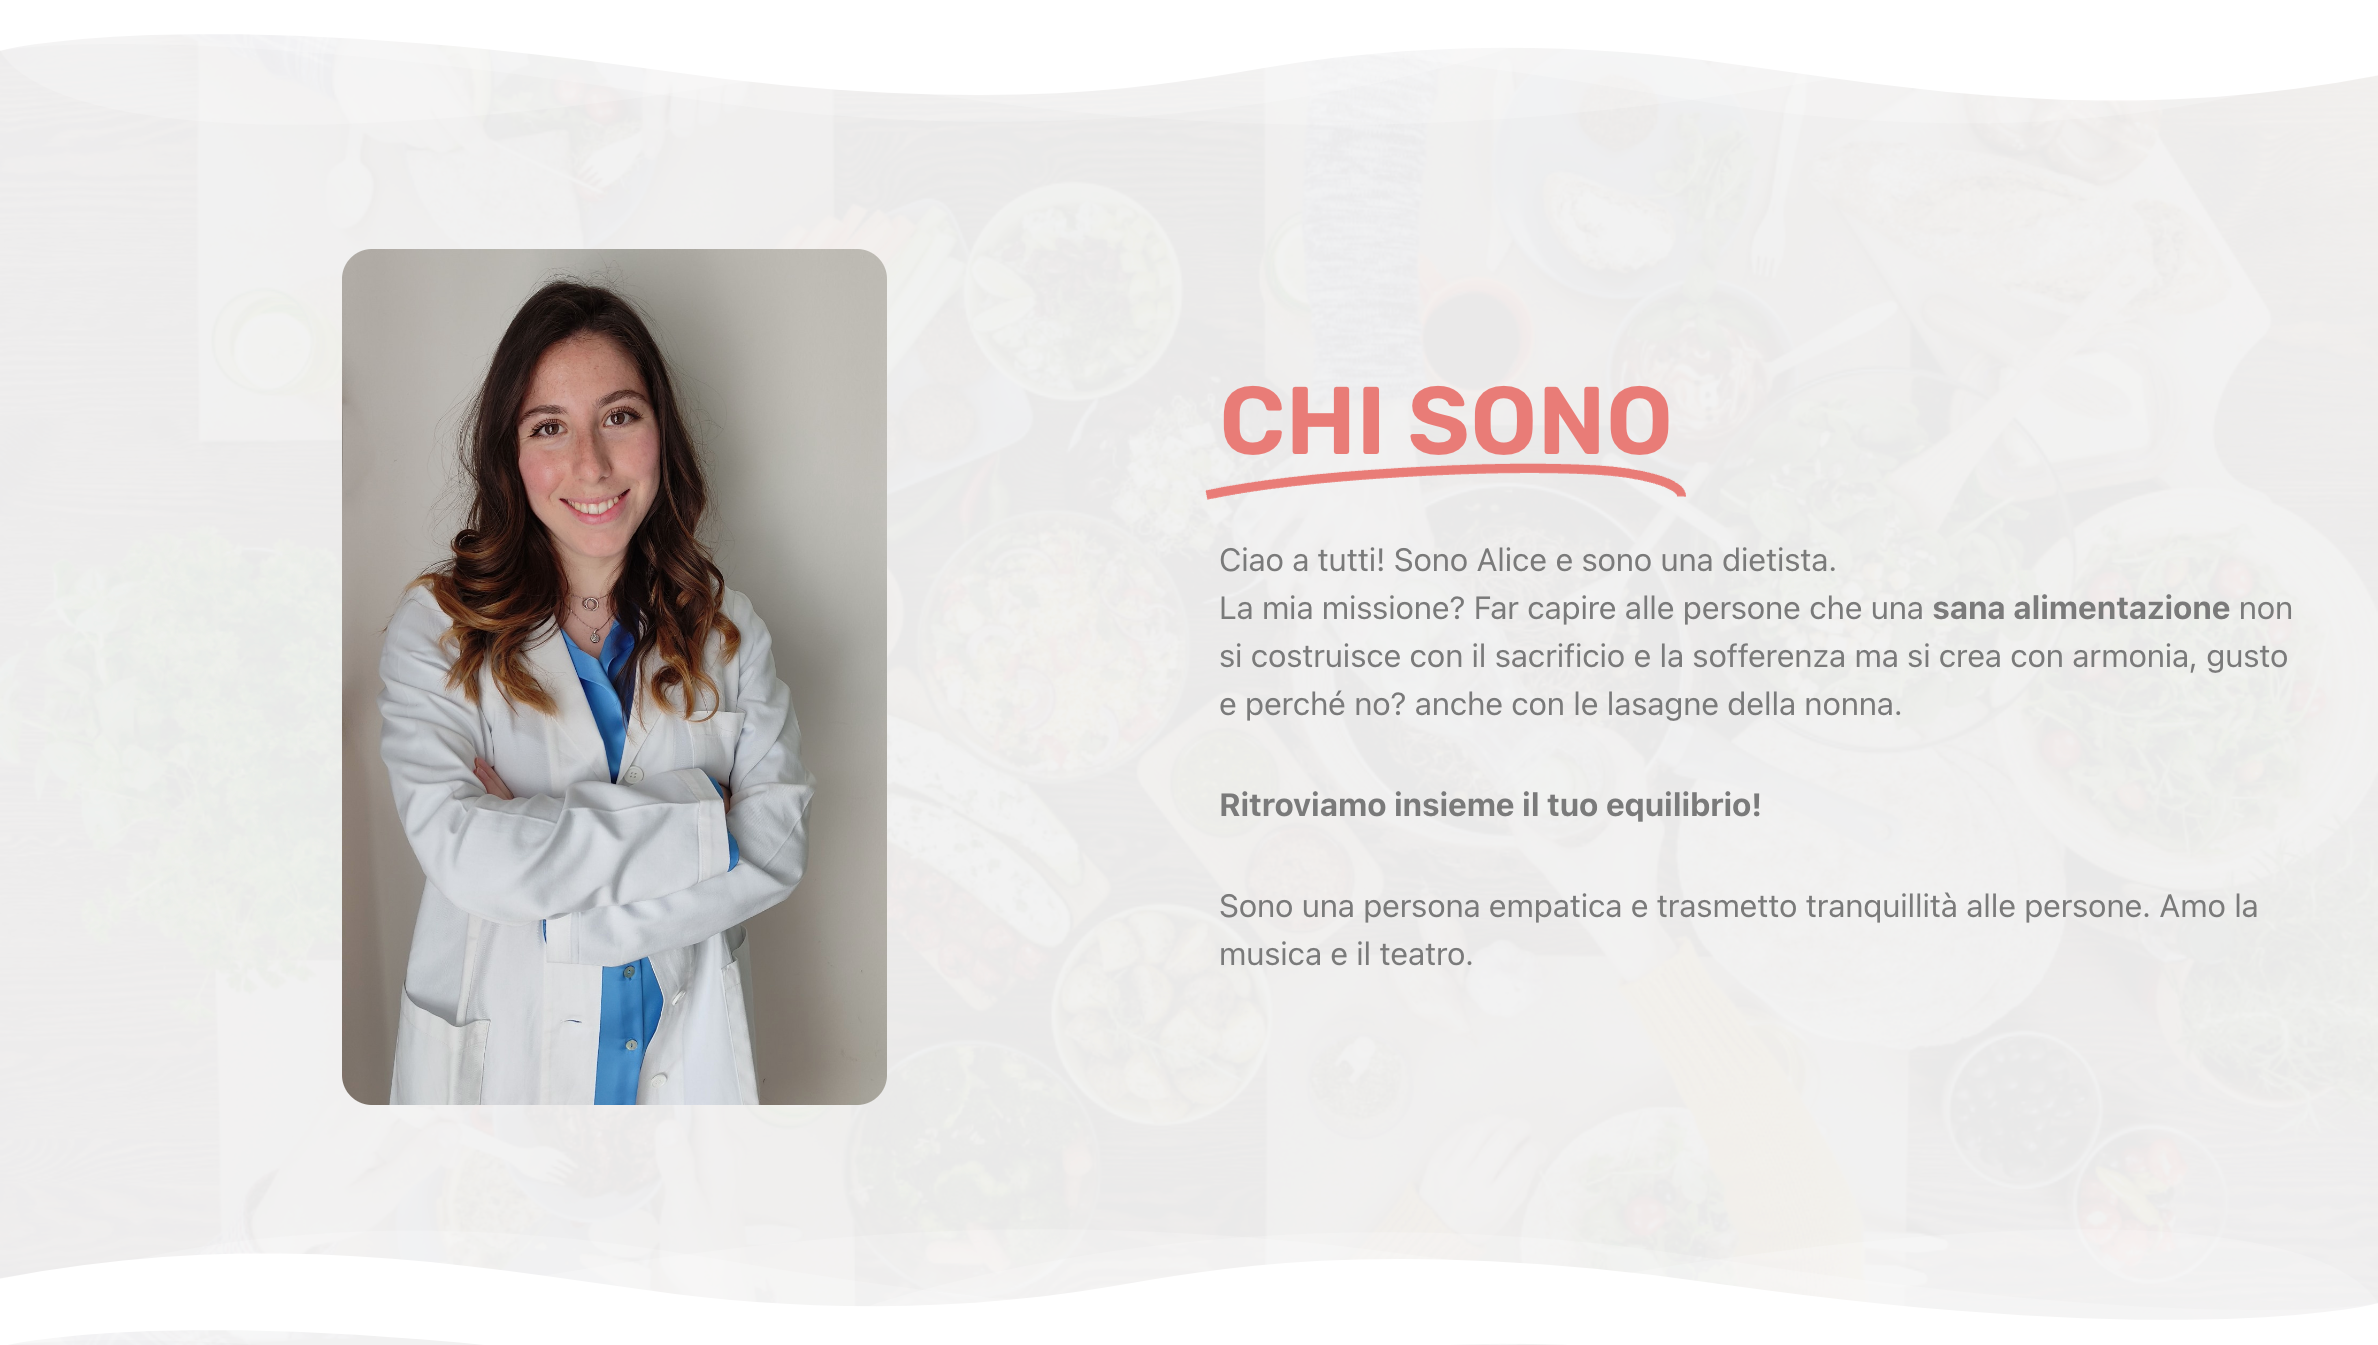 CHI SONO
Ciao a tutti! Sono Alice e sono una dietista.
La mia missione? Far capire alle persone che una sana alimentazione non
si costruisce con il sacrificio e la sofferenza ma si crea con armonia, gusto
e perché no? anche con le lasagne della nonna.
Ritroviamo insieme il tuo equilibrio!
Sono una persona empatica e trasmetto tranquillità alle persone. Amo la
musica e il teatro.